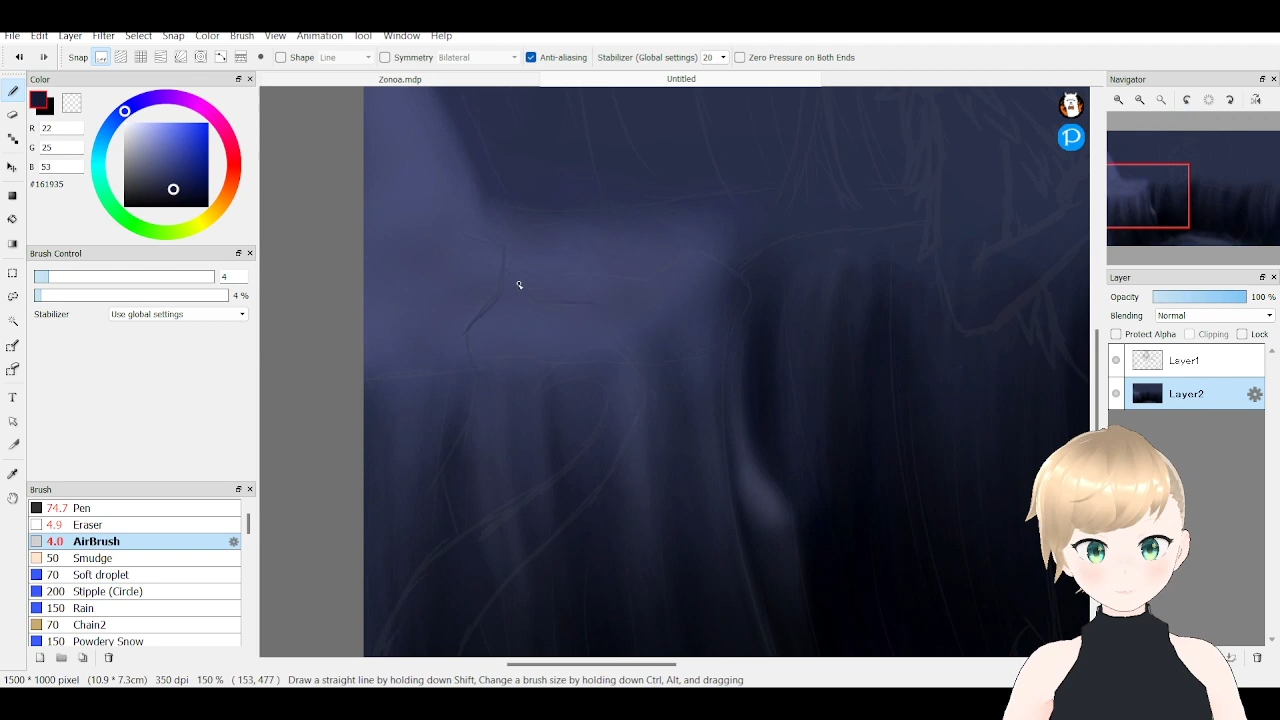 File Edit Layer Filter Select Snap Color Brush View Animation Tool Window Help
Snap Shape Line Symmetry Bilateral Anti-aliasing Stabilizer (Global settings) 20 Zero Pressure on Both Ends
Color
Zonoa.mdp
Untitled
Navigator
R 22
G 25
B 53
#161935
Brush Control
4
4 %
Stabilizer Use global settings
Layer
Opacity 100 %
Blending Normal
Protect Alpha Clipping Lock
Layer1
Layer2
Brush
74.7 Pen
4.9 Eraser
4.0 AirBrush
50 Smudge
70 Soft droplet
200 Stipple (Circle)
150 Rain
70 Chain2
150 Powdery Snow
1500 * 1000 pixel (10.9 * 7.3cm) 350 dpi 150 % ( 153, 477 ) Draw a straight line by holding down Shift, Change a brush size by holding down Ctrl, Alt, and dragging